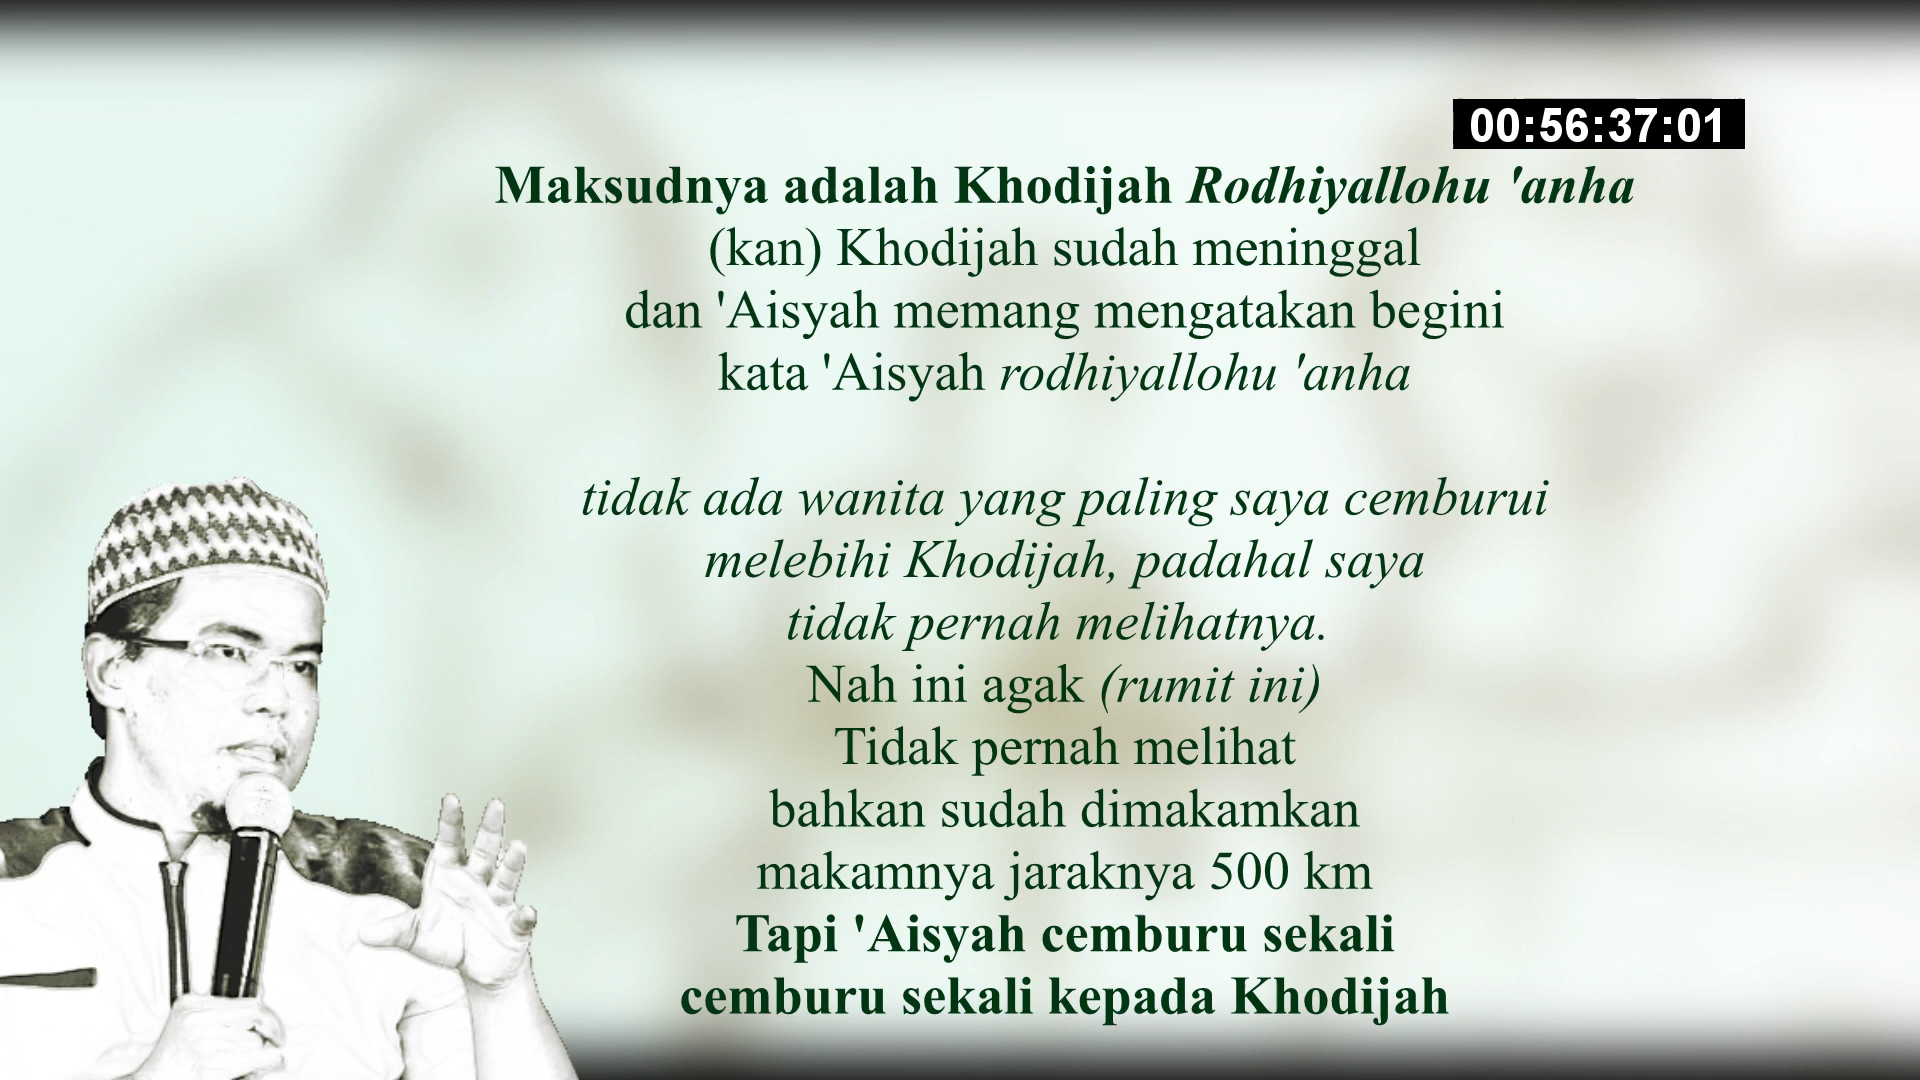 00:56:37:01
Maksudnya adalah Khodijah Rodhiyallohu 'anha
(kan) Khodijah sudah meninggal
dan 'Aisyah memang mengatakan begini
kata 'Aisyah rodhiyallohu 'anha
tidak ada wanita yang paling saya cemburui
melebihi Khodijah, padahal saya
tidak pernah melihatnya.
Nah ini agak (rumit ini)
Tidak pernah melihat
bahkan sudah dimakamkan
makamnya jaraknya 500 km
Tapi 'Aisyah cemburu sekali
cemburu sekali kepada Khodijah